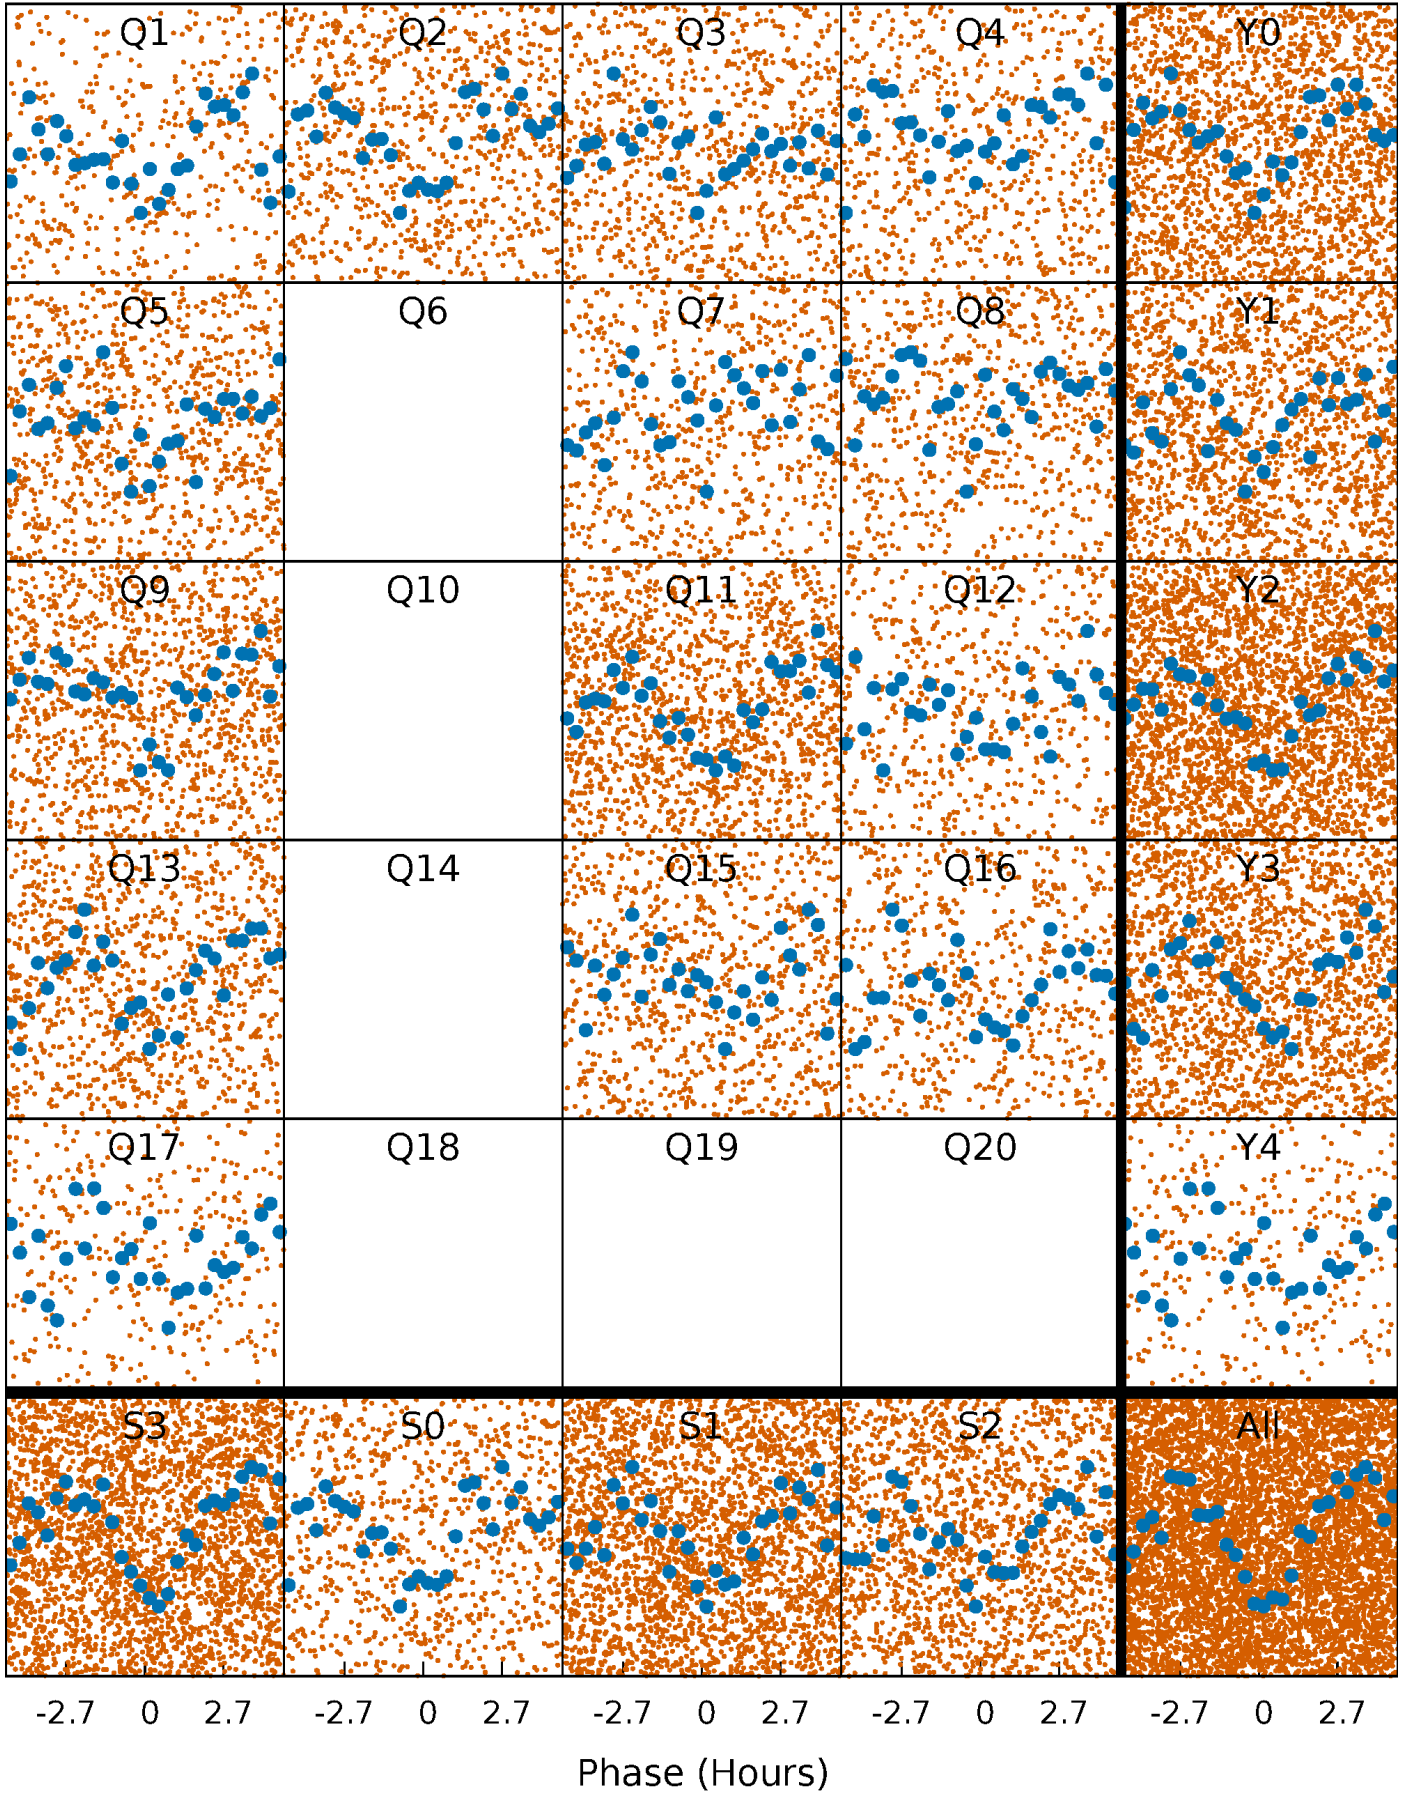 Q1 Q2 Q3 Q4 Y0
Q5 Q6 Q7 Q8 Y1
Q9 Q10 Q11 Q12 Y2
Q13 Q14 Q15 Q16 Y3
Q17 Q18 Q19 Q20 Y4
S3 S0 S1 S2 All
-2.7 0 2.7 -2.7 0 2.7 -2.7 0 2.7 -2.7 0 2.7 -2.7 0 2.7
Phase (Hours)